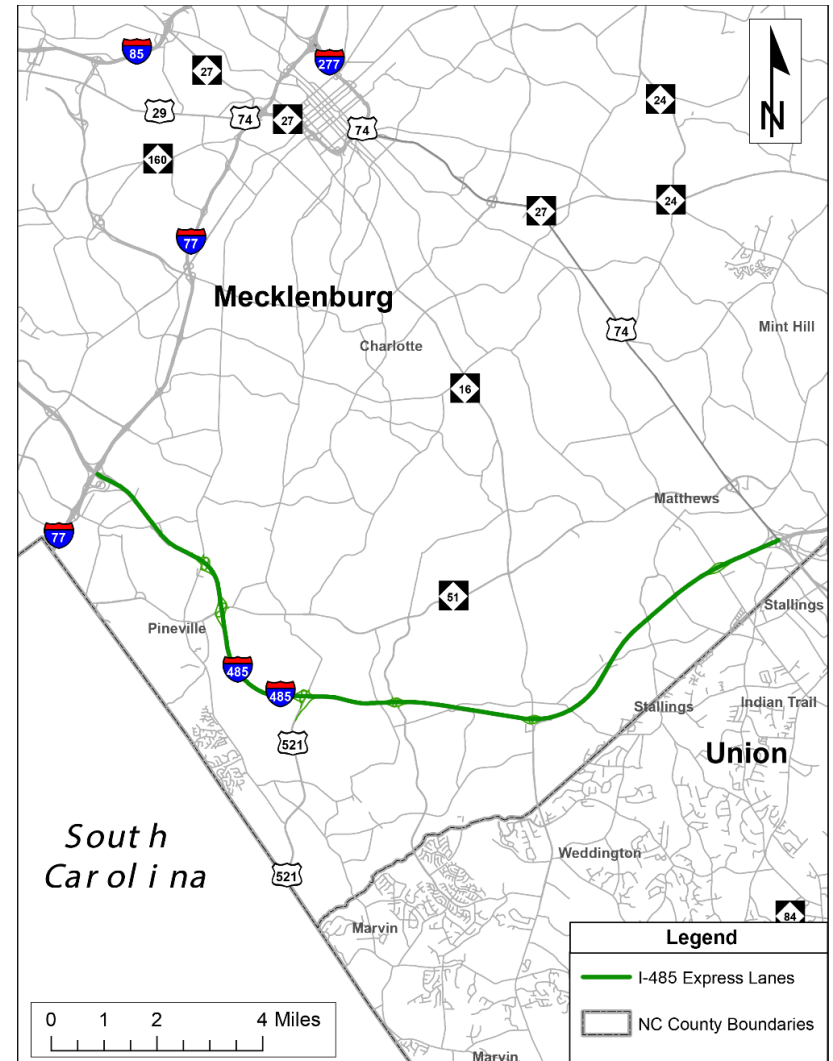 85
277
27
24
29
74
27
74
160
24
27
77
Mecklenburg
N
74
Mint Hill
Charlotte
16
Matthews
77
51
Stallings
Pineville
485
485
Stallings
Indian Trail
521
Union
South
Carolina
Weddington
521
84
Marvin
Legend
I-485 Express Lanes
NC County Boundaries
0 1 2 4 Miles
Marvin